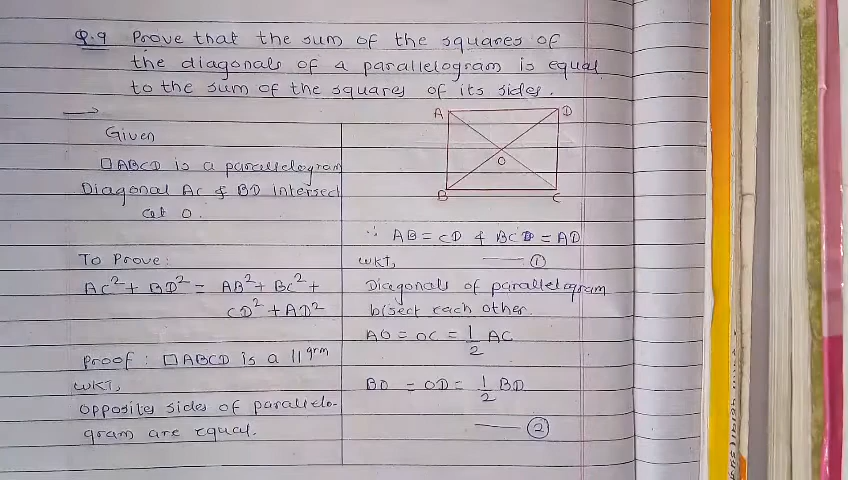 Q.9 Prove that the sum of the squares of
the diagonals of a parallelogram is equal
to the sum of the squares of its sides.
Given
□ABCD is a parallelogram
Diagonal AC & BD intersect
at O.
To Prove:
AC² + BD² = AB² + BC² +
CD² + AD²
Proof : □ABCD is a ||grm
WKT,
opposite sides of parallelo-
gram are equal.
A D
O
B C
∴ AB = CD & BC = AD
WKT, —— ①
Diagonals of parallelogram
bisect each other.
AO = OC = 1/2 AC
BO = OD = 1/2 BD
—— ②